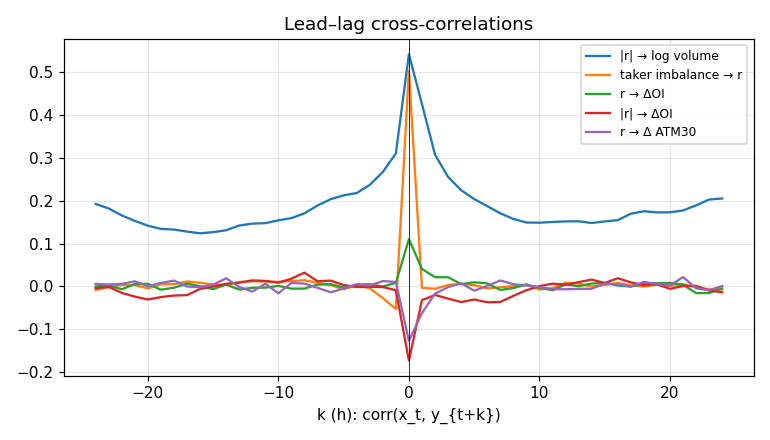 Lead–lag cross-correlations
|r| → log volume
taker imbalance → r
r → ΔOI
|r| → ΔOI
r → Δ ATM30
0.5
0.4
0.3
0.2
0.1
0.0
−0.1
−0.2
−20 −10 0 10 20
k (h): corr(x_t, y_{t+k})